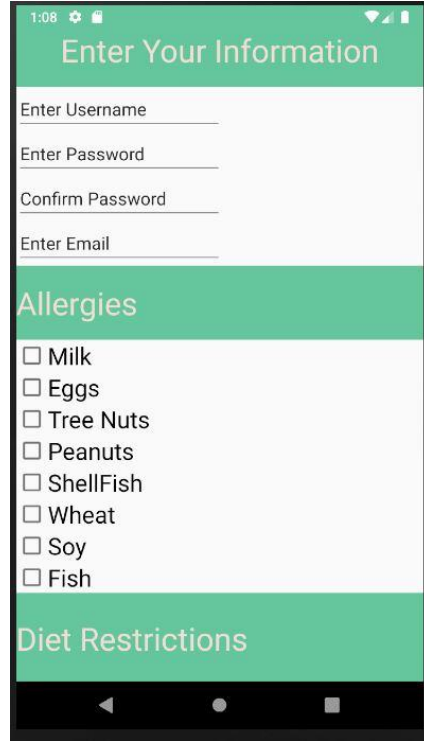 1:08
Enter Your Information
Enter Username
Enter Password
Confirm Password
Enter Email
Allergies
Milk
Eggs
Tree Nuts
Peanuts
ShellFish
Wheat
Soy
Fish
Diet Restrictions